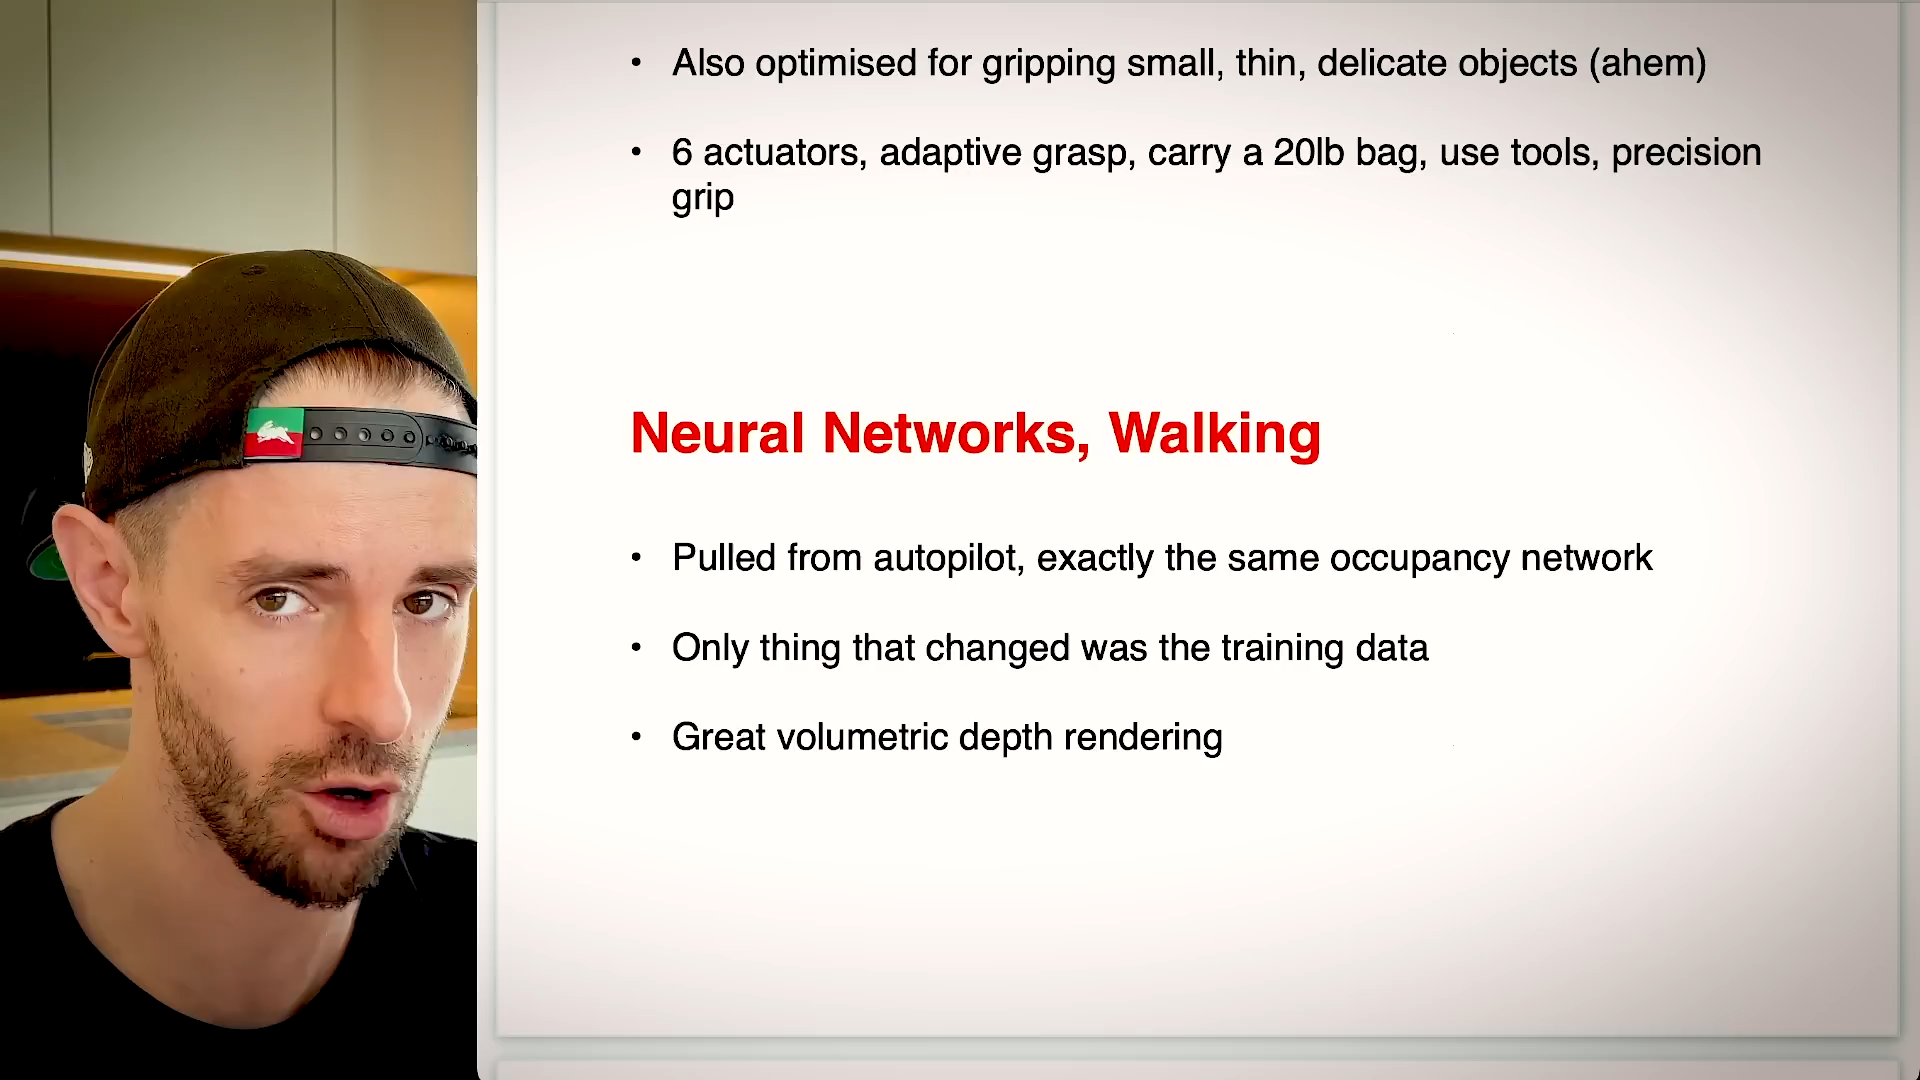 • Also optimised for gripping small, thin, delicate objects (ahem)
• 6 actuators, adaptive grasp, carry a 20lb bag, use tools, precision
grip
Neural Networks, Walking
• Pulled from autopilot, exactly the same occupancy network
• Only thing that changed was the training data
• Great volumetric depth rendering